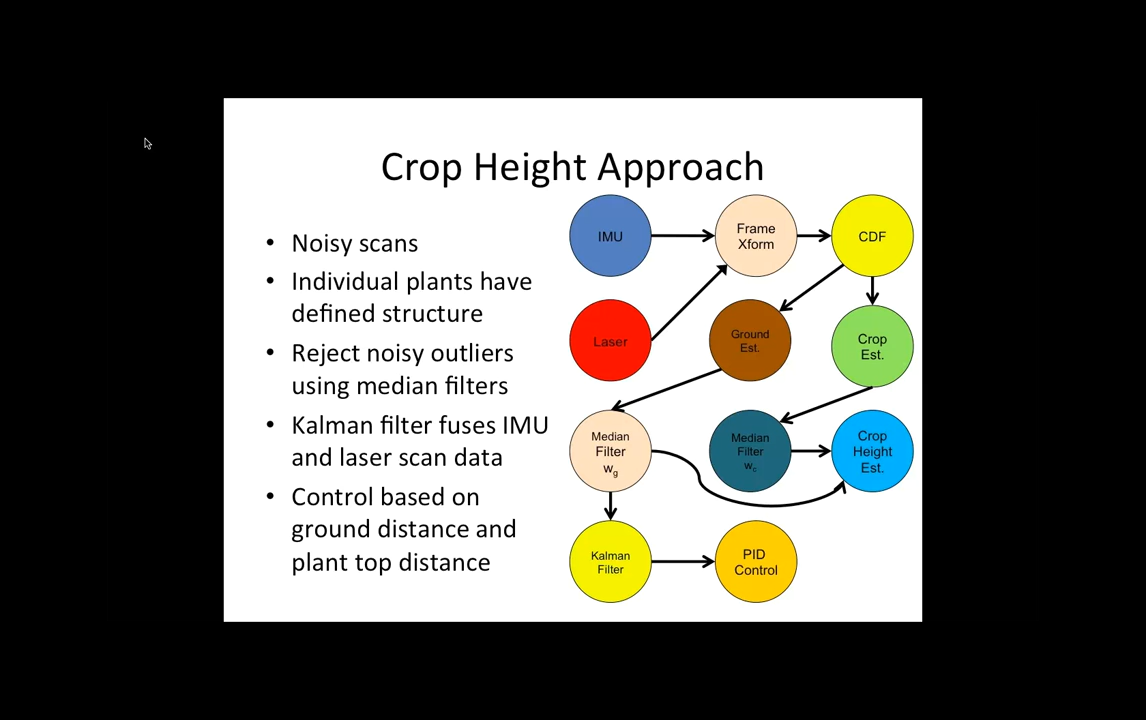 Crop Height Approach
• Noisy scans
• Individual plants have
defined structure
• Reject noisy outliers
using median filters
• Kalman filter fuses IMU
and laser scan data
• Control based on
ground distance and
plant top distance
IMU
Frame
Xform
CDF
Laser
Ground
Est.
Crop
Est.
Median
Filter
wg
Median
Filter
wc
Crop
Height
Est.
Kalman
Filter
PID
Control